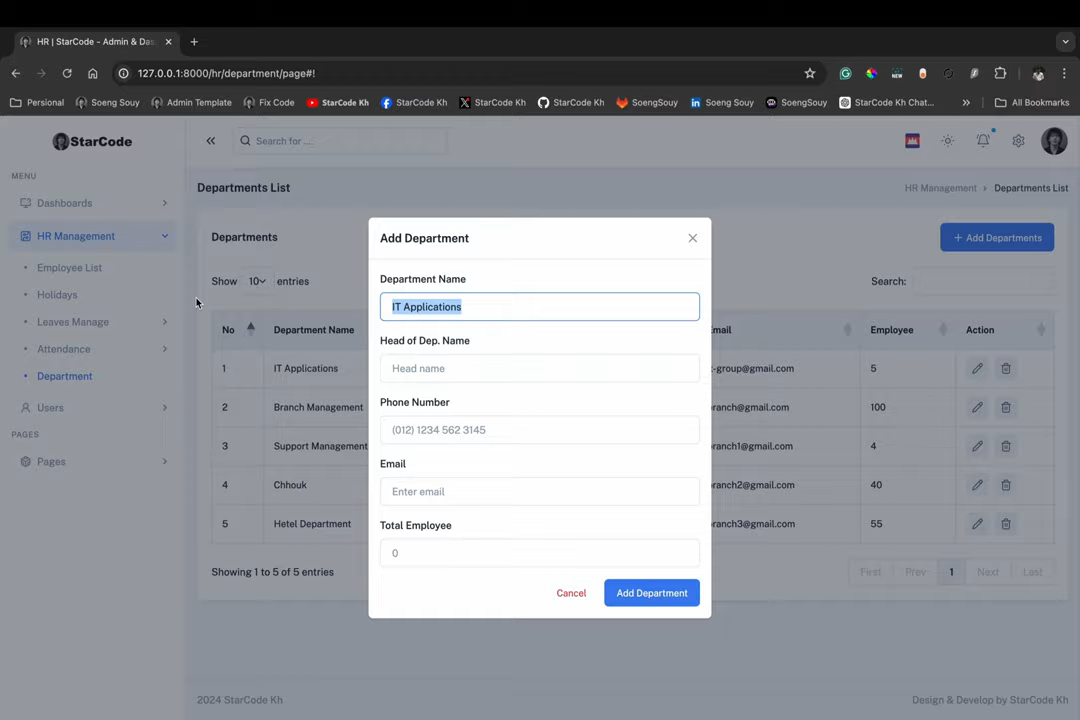 HR | StarCode - Admin & Das
127.0.0.1:8000/hr/department/page#!
Persional Soeng Souy Admin Template Fix Code StarCode Kh StarCode Kh StarCode Kh StarCode Kh SoengSouy Soeng Souy SoengSouy StarCode Kh Chat... » All Bookmarks
StarCode
Search for ...
MENU
Dashboards
HR Management
Employee List
Holidays
Leaves Manage
Attendance
Department
Users
PAGES
Pages
Departments List
HR Management Departments List
Departments
+ Add Departments
Show 10 entries
Search:
No Department Name Email Employee Action
1 IT Applications t-group@gmail.com 5
2 Branch Management ranch@gmail.com 100
3 Support Management ranch1@gmail.com 4
4 Chhouk ranch2@gmail.com 40
5 Hetel Department ranch3@gmail.com 55
Showing 1 to 5 of 5 entries
First Prev 1 Next Last
Add Department
Department Name
IT Applications
Head of Dep. Name
Head name
Phone Number
(012) 1234 562 3145
Email
Enter email
Total Employee
0
Cancel
Add Department
2024 StarCode Kh
Design & Develop by StarCode Kh